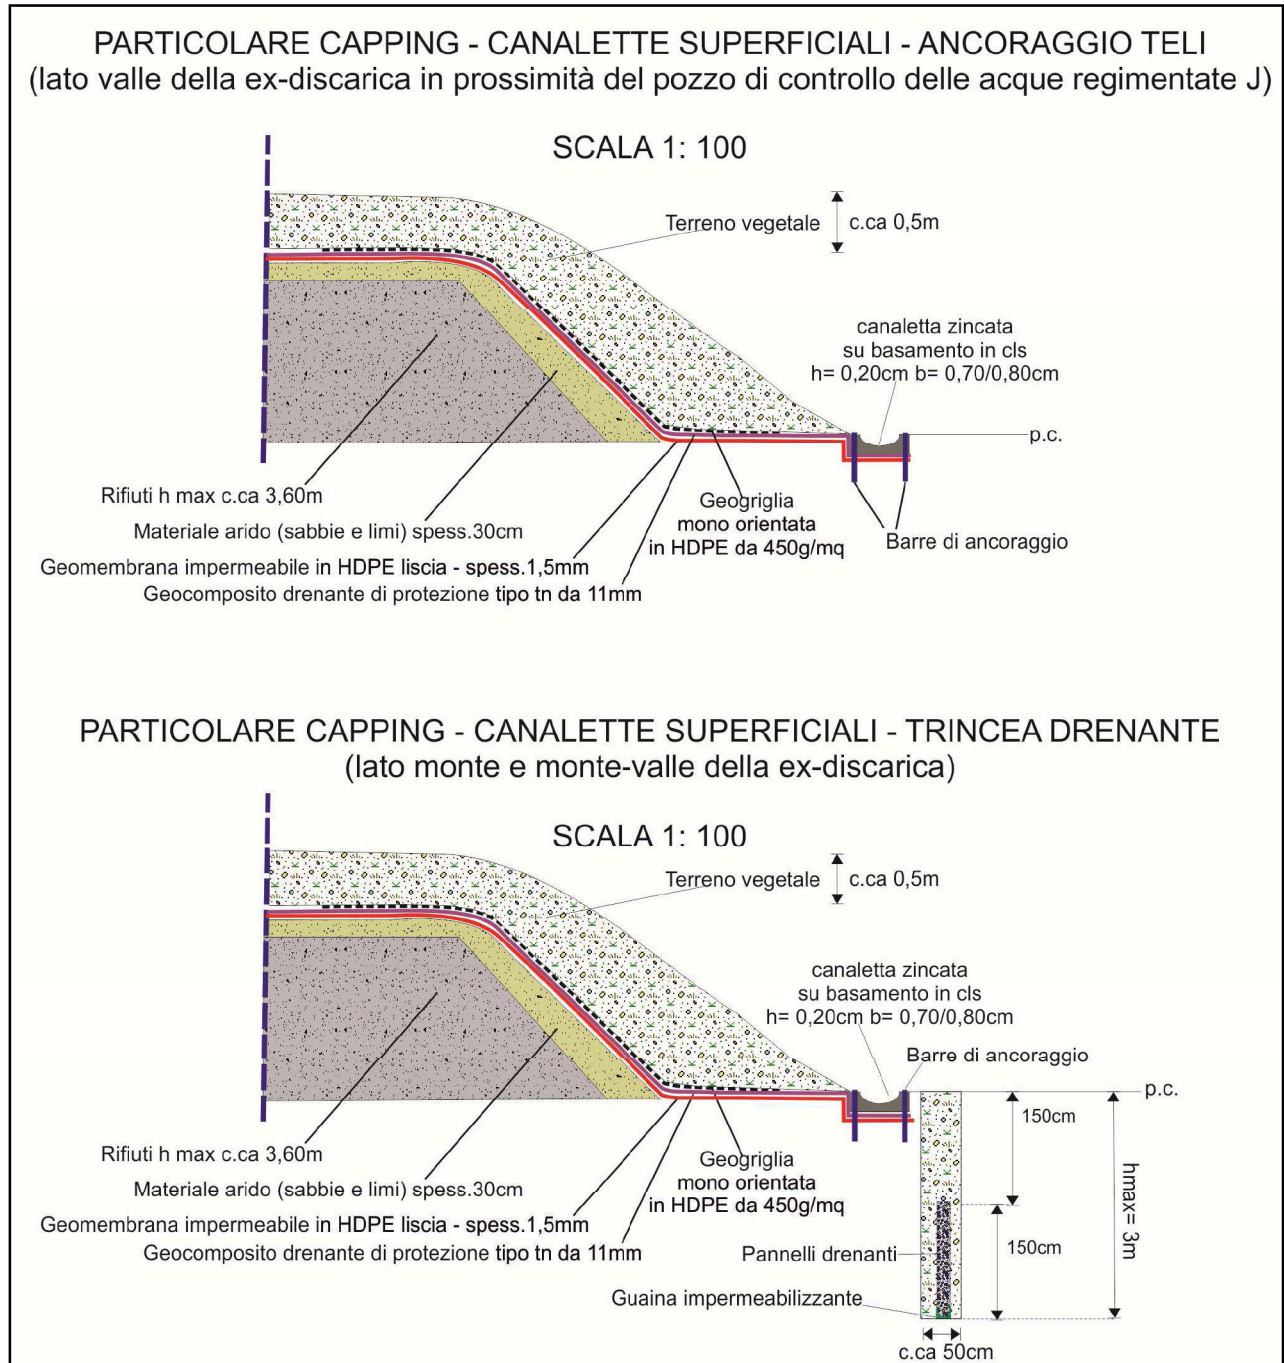 PARTICOLARE CAPPING - CANALETTE SUPERFICIALI - ANCORAGGIO TELI
(lato valle della ex-discarica in prossimità del pozzo di controllo delle acque regimentate J)
SCALA 1: 100
Terreno vegetale
c.ca 0,5m
canaletta zincata
su basamento in cls
h= 0,20cm b= 0,70/0,80cm
p.c.
Rifiuti h max c.ca 3,60m
Materiale arido (sabbie e limi) spess.30cm
Geomembrana impermeabile in HDPE liscia - spess.1,5mm
Geocomposito drenante di protezione tipo tn da 11mm
Geogriglia
mono orientata
in HDPE da 450g/mq
Barre di ancoraggio
PARTICOLARE CAPPING - CANALETTE SUPERFICIALI - TRINCEA DRENANTE
(lato monte e monte-valle della ex-discarica)
SCALA 1: 100
Terreno vegetale
c.ca 0,5m
canaletta zincata
su basamento in cls
h= 0,20cm b= 0,70/0,80cm
Barre di ancoraggio
p.c.
150cm
hmax= 3m
Rifiuti h max c.ca 3,60m
Materiale arido (sabbie e limi) spess.30cm
Geomembrana impermeabile in HDPE liscia - spess.1,5mm
Geocomposito drenante di protezione tipo tn da 11mm
Geogriglia
mono orientata
in HDPE da 450g/mq
150cm
Pannelli drenanti
Guaina impermeabilizzante
c.ca 50cm